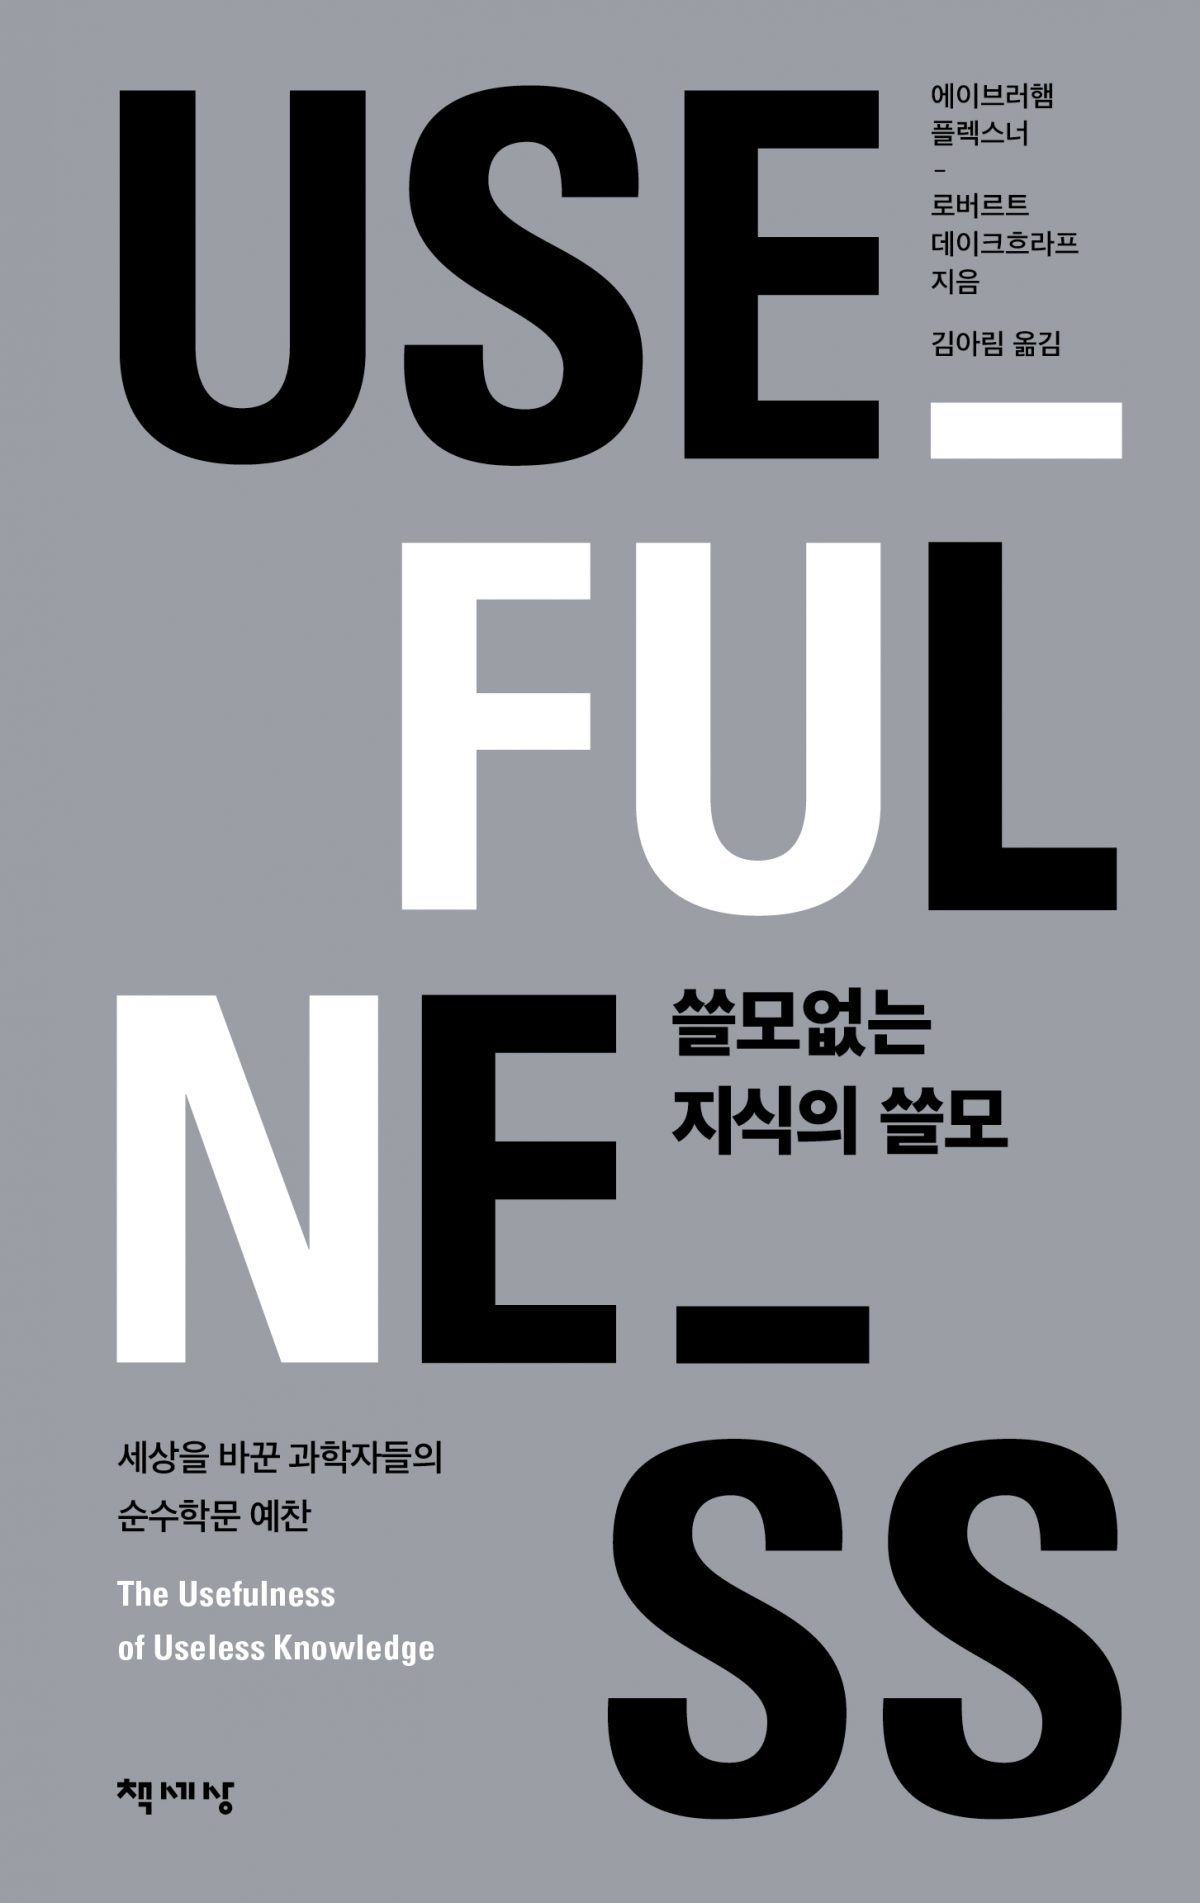 USE_
에이브러햄
플렉스너
-
로버르트
데이크흐라프
지음
김아림 옮김
FUL
NE_
쓸모없는
지식의 쓸모
SS
세상을 바꾼 과학자들의
순수학문 예찬
The Usefulness
of Useless Knowledge
책세상